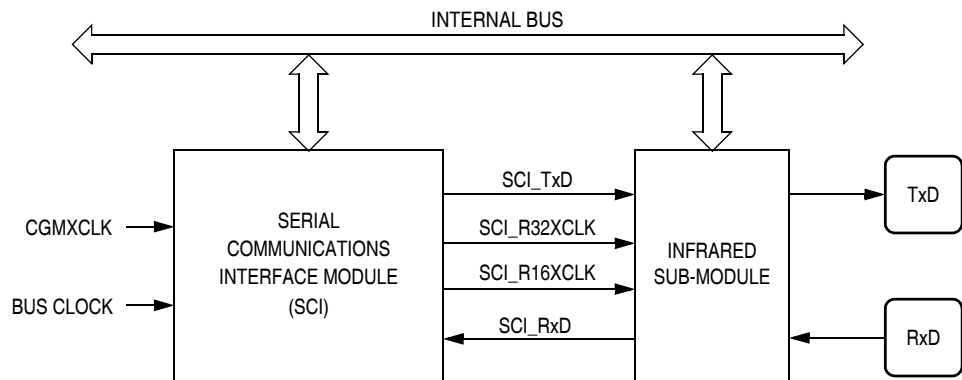 INTERNAL BUS
SCI_TxD
TxD
CGMXCLK
SERIAL
COMMUNICATIONS
INTERFACE MODULE
(SCI)
SCI_R32XCLK
INFRARED
SUB-MODULE
SCI_R16XCLK
BUS CLOCK
SCI_RxD
RxD